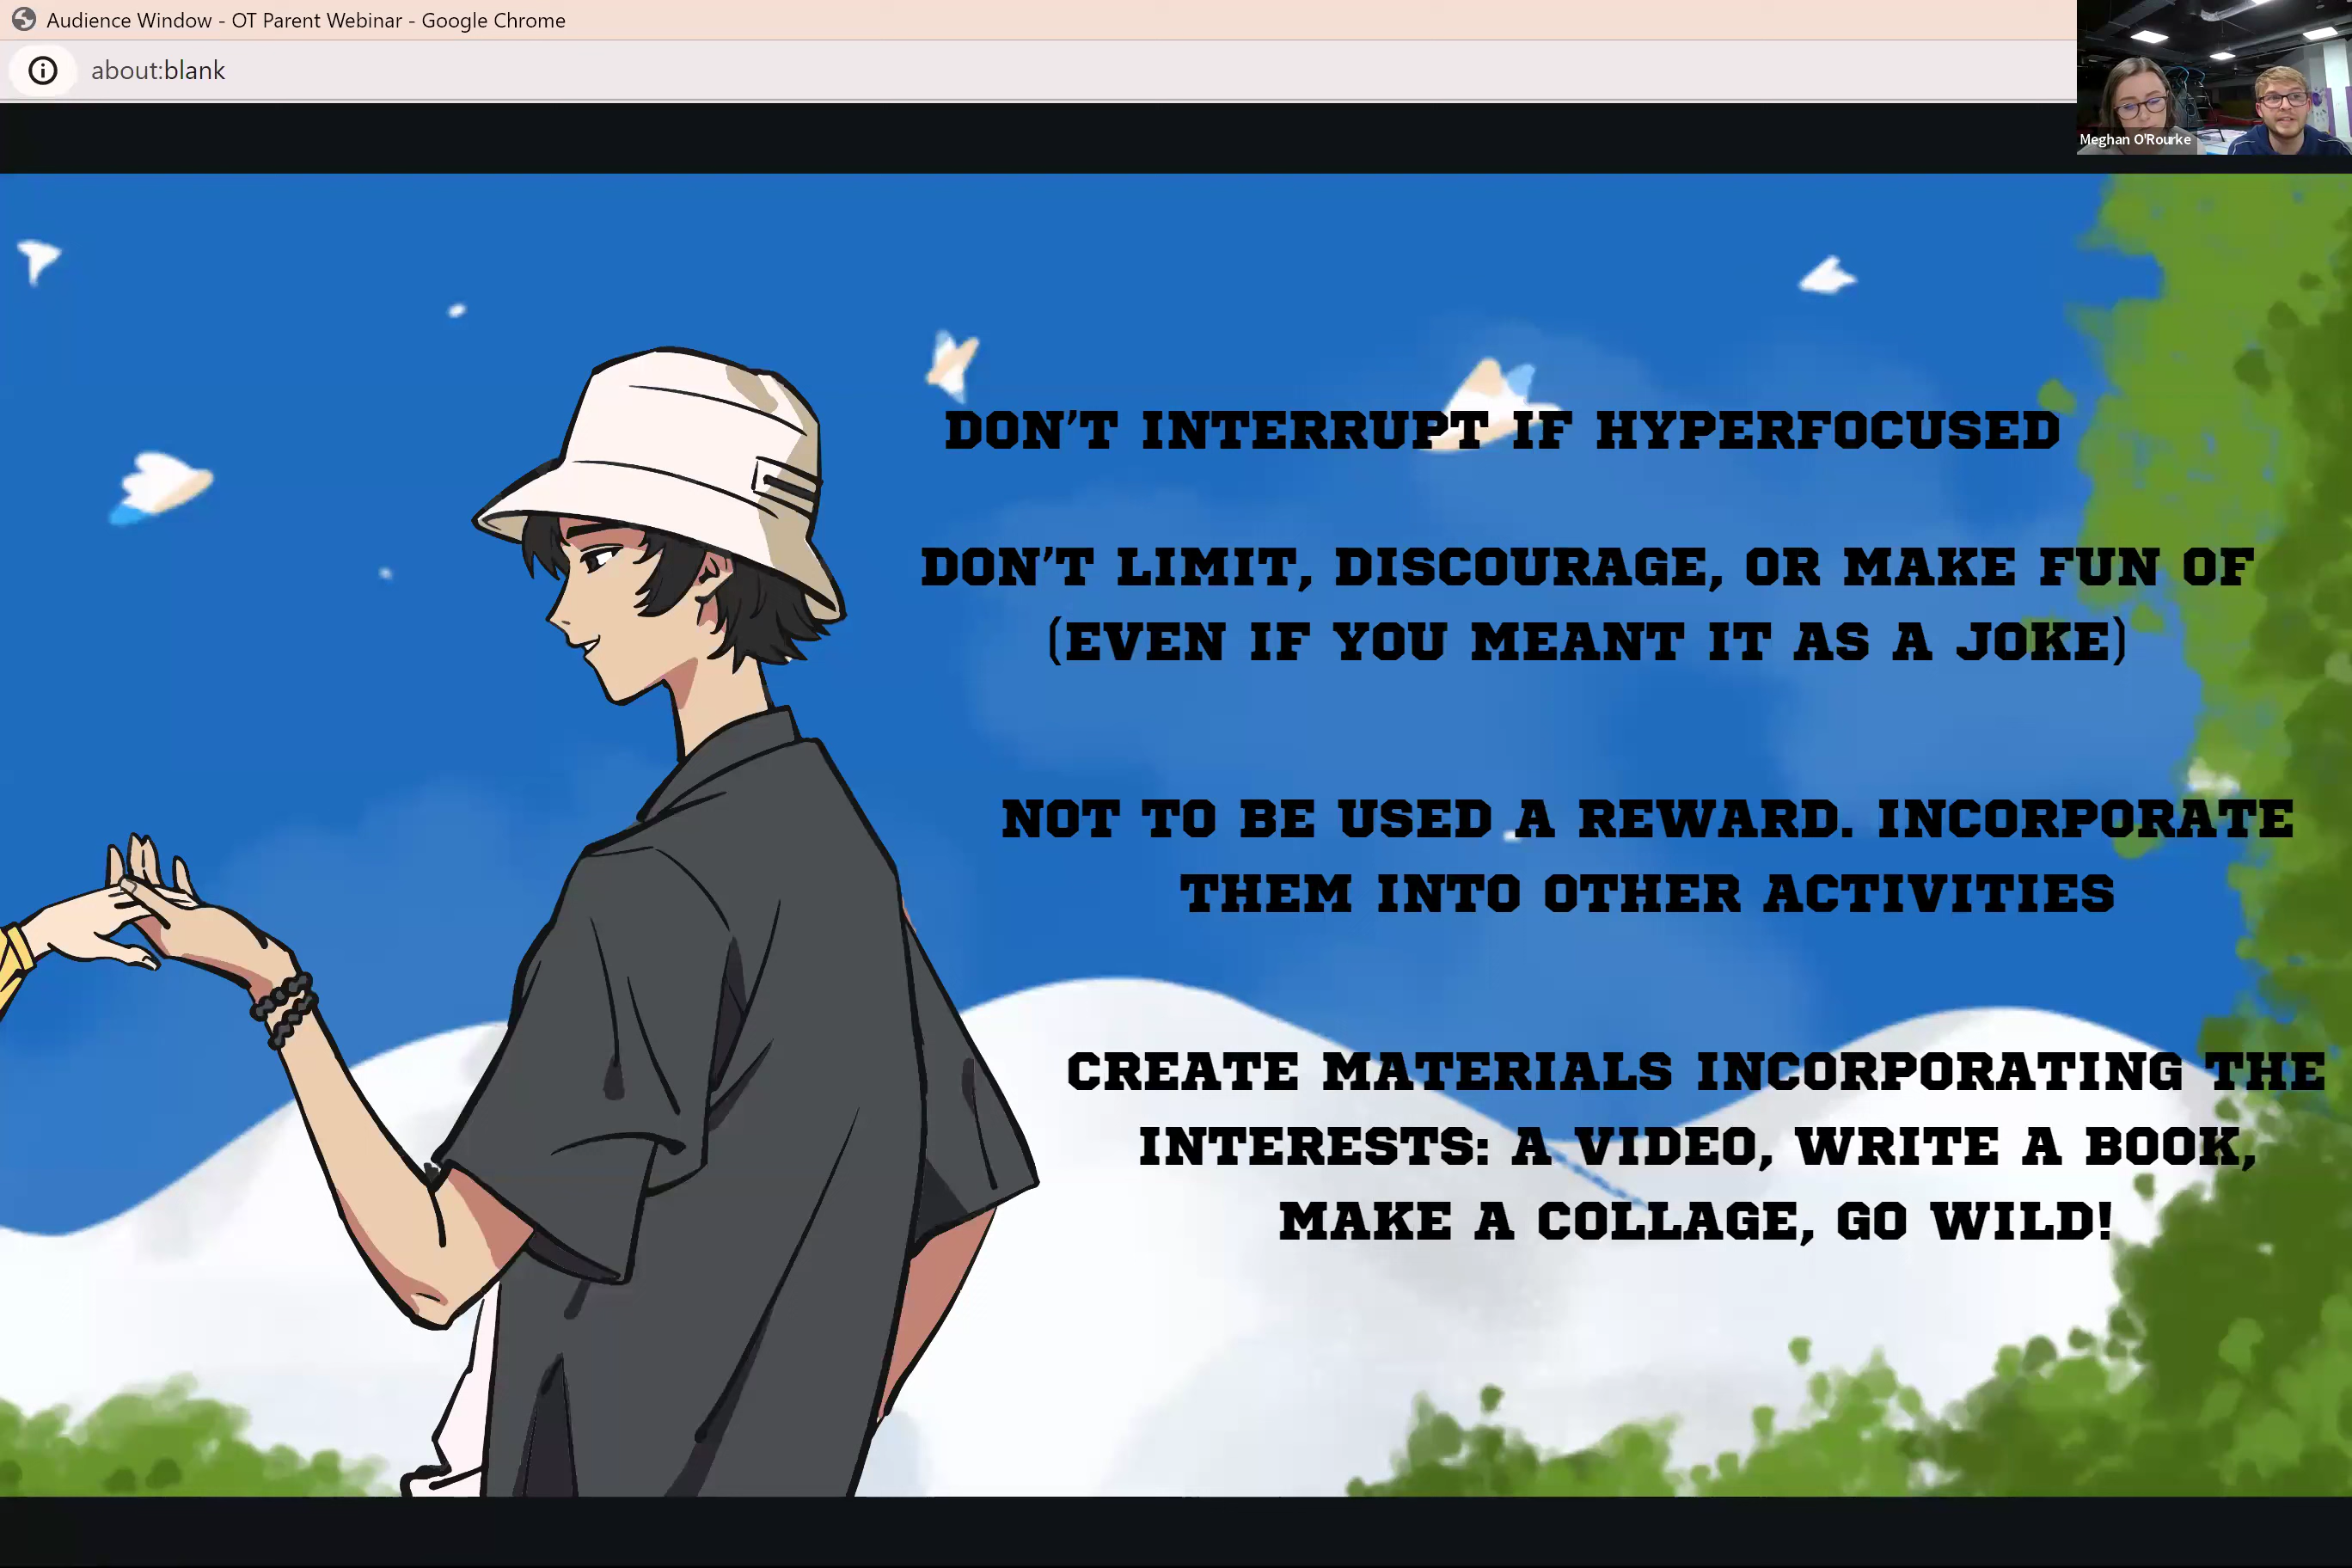 Audience Window - OT Parent Webinar - Google Chrome
about:blank
Meghan O'Rourke
DON'T INTERRUPT IF HYPERFOCUSED
DON'T LIMIT, DISCOURAGE, OR MAKE FUN OF
(EVEN IF YOU MEANT IT AS A JOKE)
NOT TO BE USED A REWARD. INCORPORATE
THEM INTO OTHER ACTIVITIES
CREATE MATERIALS INCORPORATING THE
INTERESTS: A VIDEO, WRITE A BOOK,
MAKE A COLLAGE, GO WILD!